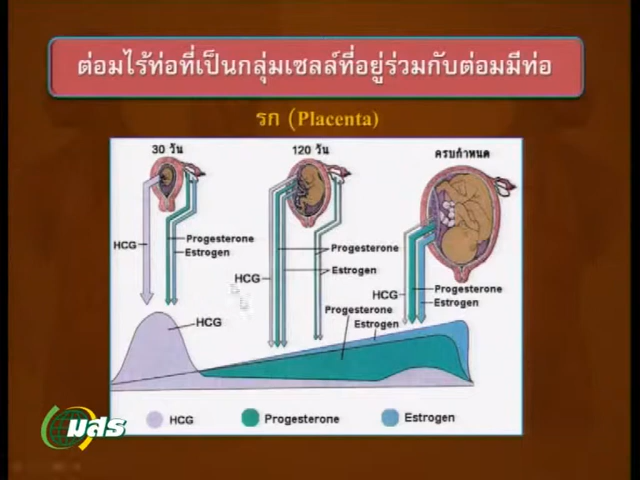 ต่อมไร้ท่อที่เป็นกลุ่มเซลล์ที่อยู่ร่วมกับต่อมมีท่อ
รก (Placenta)
30 วัน
120 วัน
ครบกำหนด
HCG
Progesterone
Estrogen
HCG
Progesterone
Estrogen
HCG
Progesterone
Estrogen
HCG
Progesterone
Estrogen
HCG
Progesterone
Estrogen
มสธ